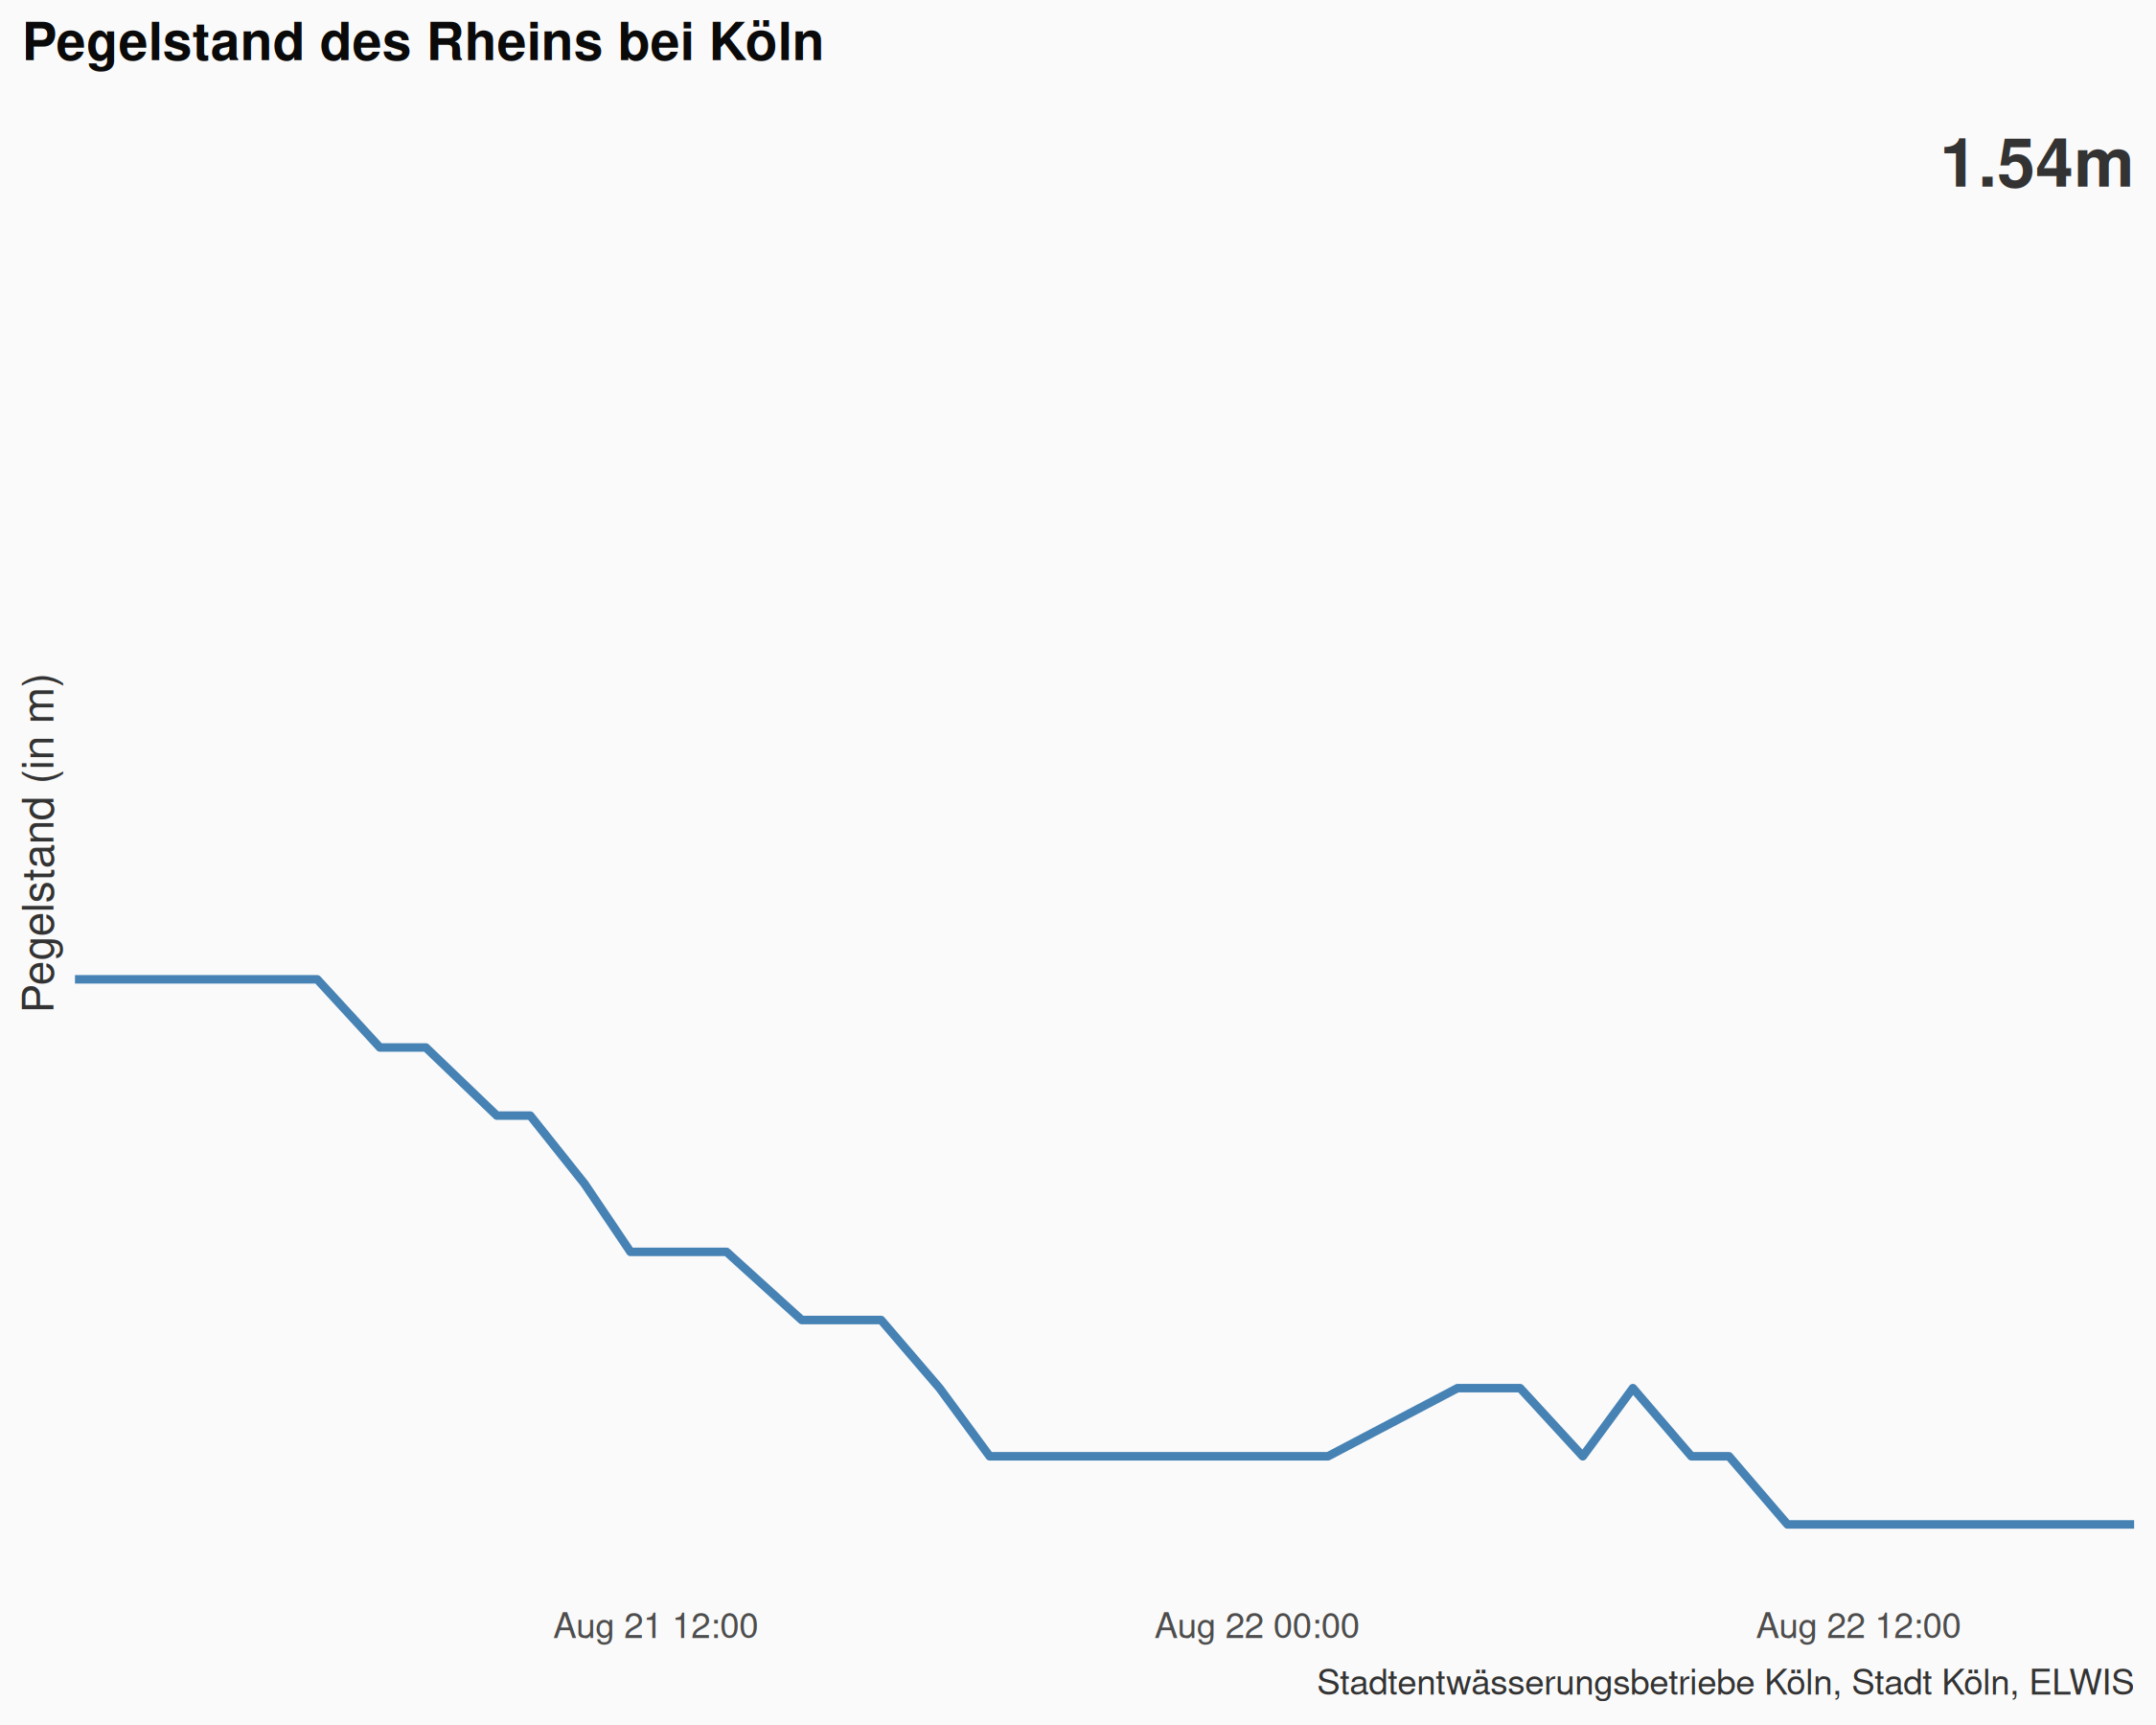 Pegelstand des Rheins bei Köln
1.54m
Pegelstand (in m)
Aug 21 12:00
Aug 22 00:00
Aug 22 12:00
Stadtentwässerungsbetriebe Köln, Stadt Köln, ELWIS